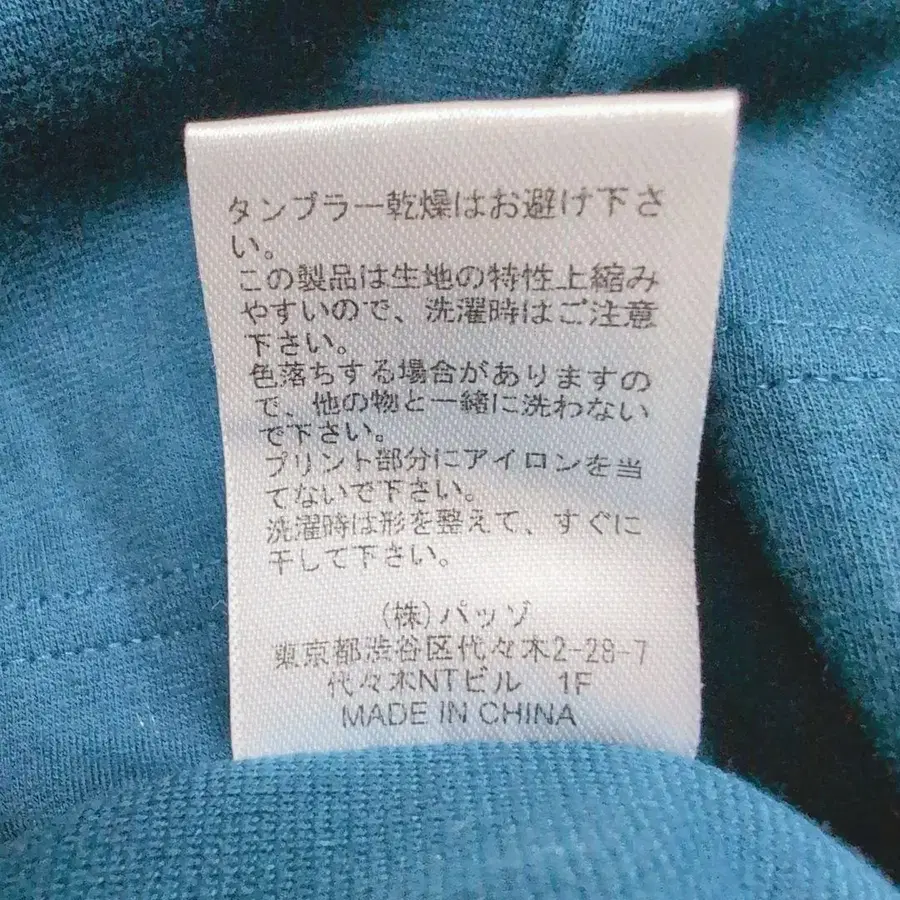 タンブラー乾燥はお避け下さ
い。
この製品は生地の特性上縮み
やすいので、洗濯時はご注意
下さい。
色落ちする場合がありますの
で、他の物と一緒に洗わない
で下さい。
プリント部分にアイロンを当
てないで下さい。
洗濯時は形を整えて、すぐに
干して下さい。
(株)パッゾ
東京都渋谷区代々木2-28-7
代々木NTビル 1F
MADE IN CHINA